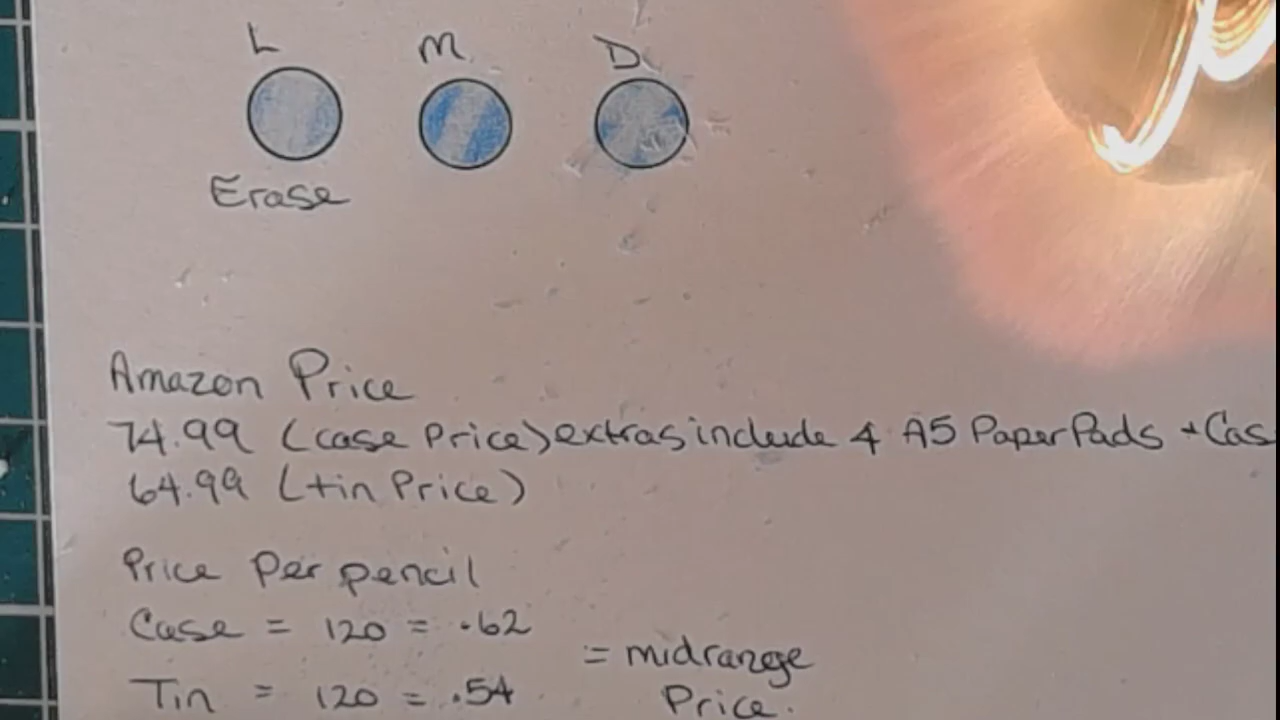 L M D
Erase
Amazon Price
74.99 (case Price) extras include 4 A5 Paper Pads + Cas
64.99 (tin Price)
Price Per pencil
Case = 120 = .62
= midrange
Tin = 120 = .54
Price.